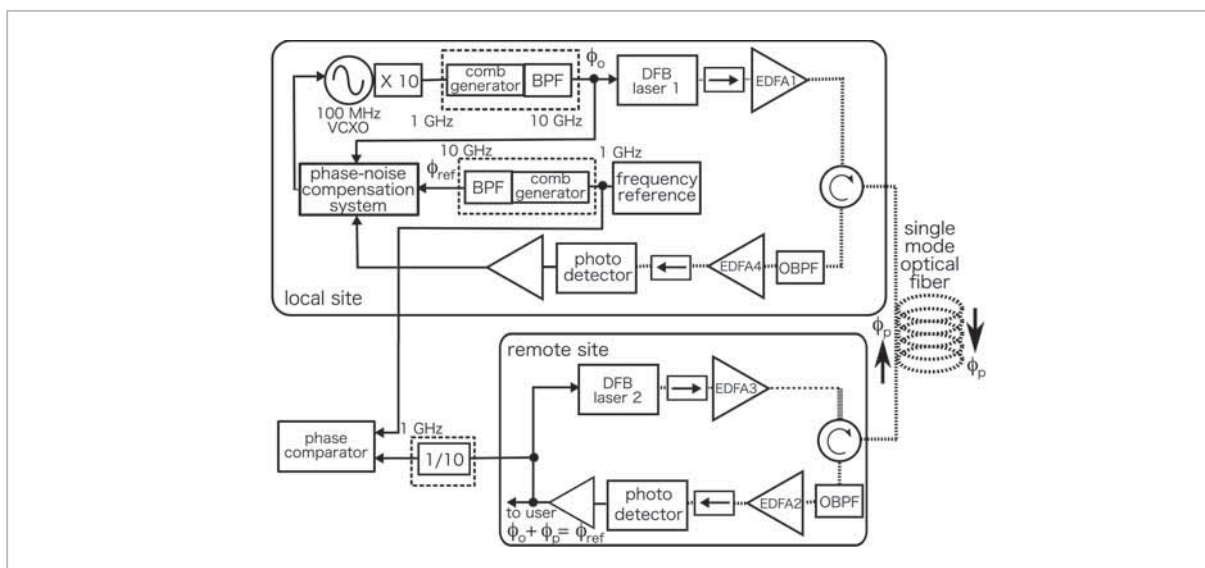 ϕo
comb
generator
BPF
X 10
DFB
laser 1
EDFA1
100 MHz
VCXO
1 GHz
10 GHz
10 GHz
1 GHz
phase-noise
compensation
system
ϕref
BPF
comb
generator
frequency
reference
photo
detector
EDFA4
OBPF
local site
single
mode
optical
fiber
ϕp
ϕp
remote site
DFB
laser 2
EDFA3
phase
comparator
1 GHz
1/10
to user
ϕo + ϕp = ϕref
photo
detector
EDFA2
OBPF